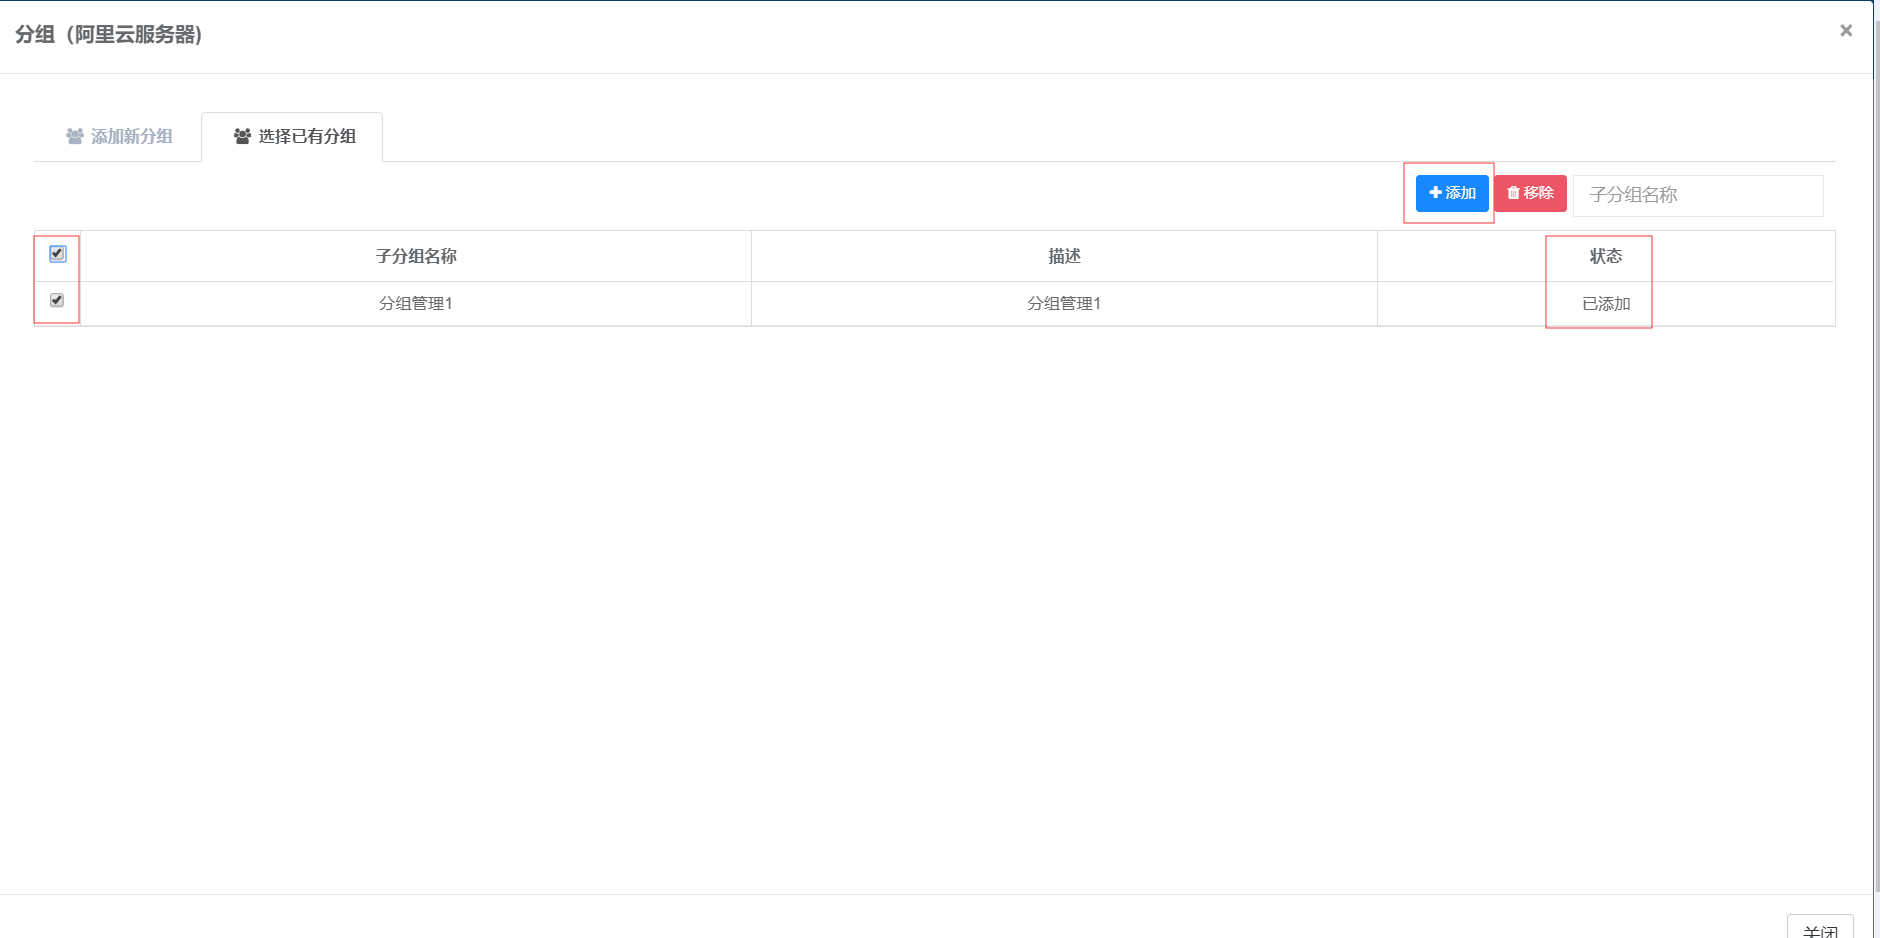 分组（阿里云服务器)
×
添加新分组
选择已有分组
添加
移除
子分组名称
子分组名称 描述 状态
分组管理1 分组管理1 已添加
关闭